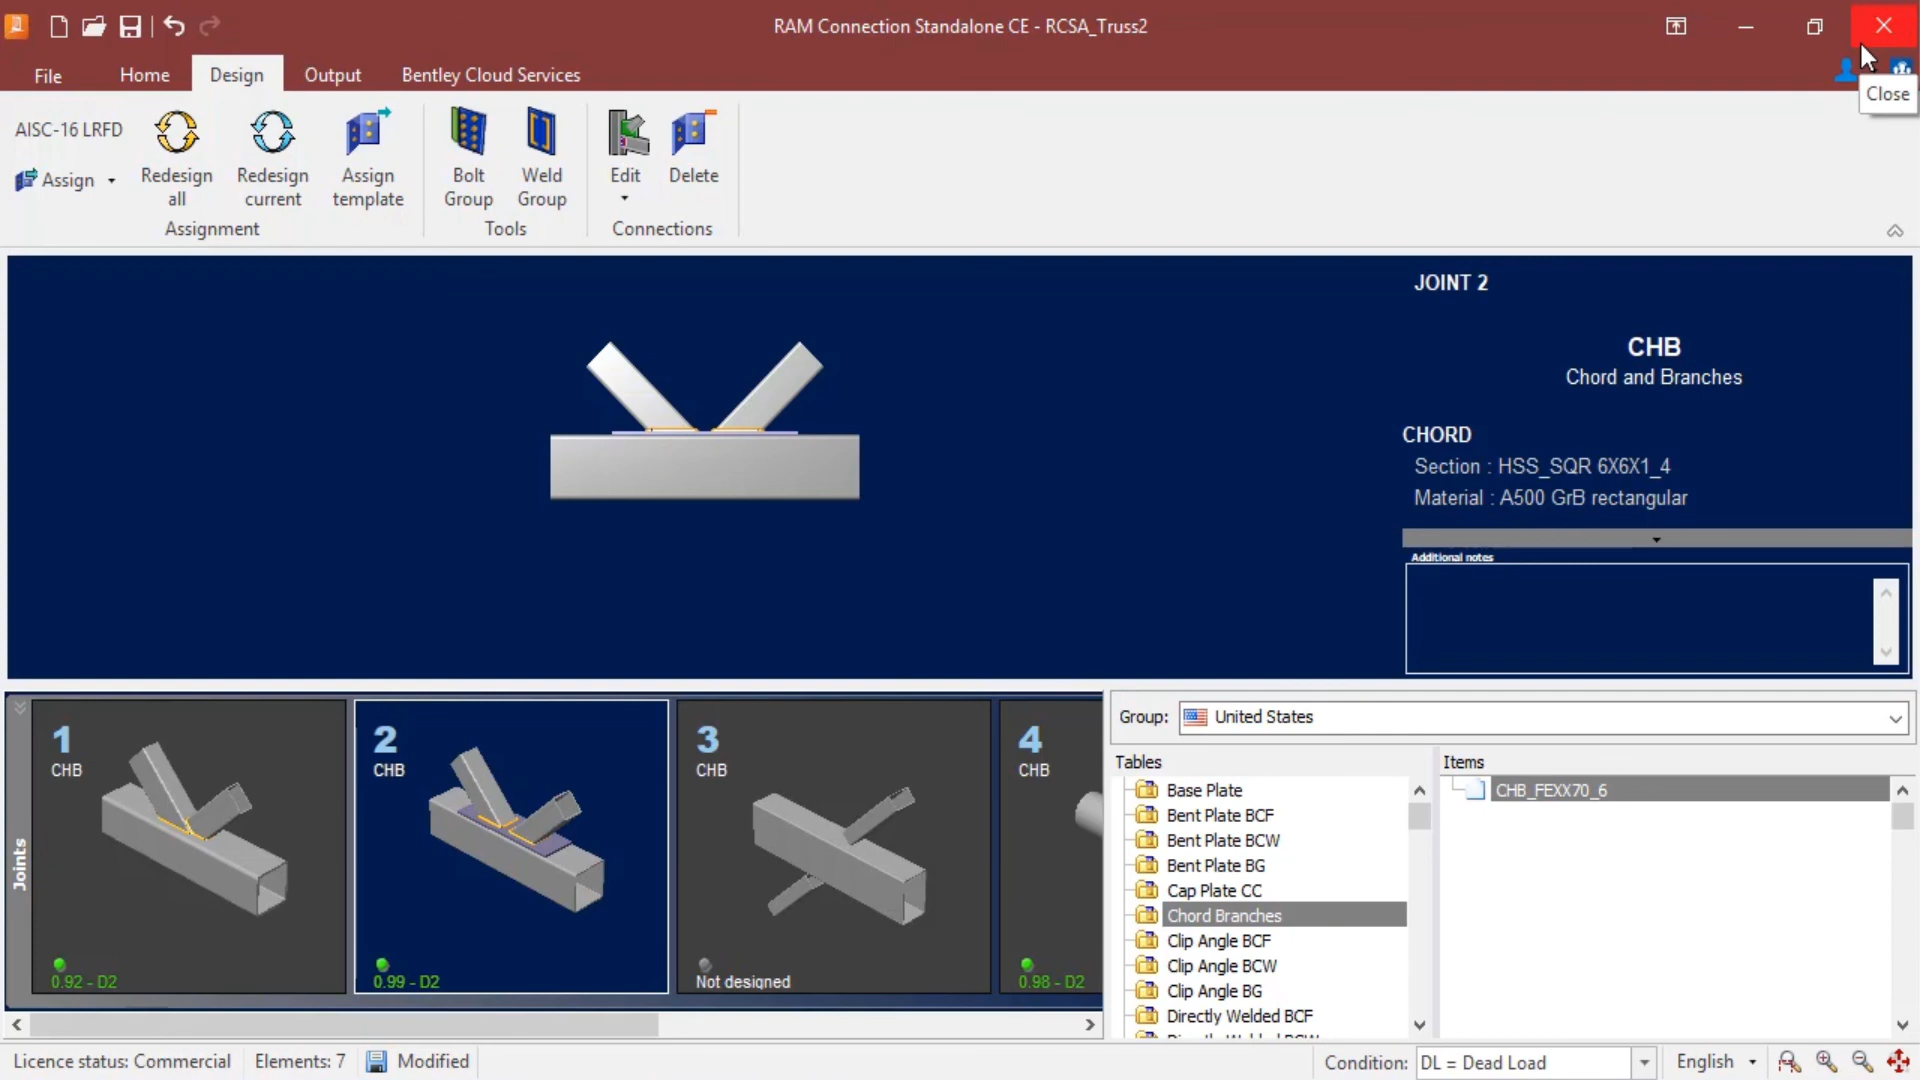 RAM Connection Standalone CE - RCSA_Truss2
File
Home
Design
Output
Bentley Cloud Services
Close
AISC-16 LRFD
Assign
Redesign all
Redesign current
Assign template
Assignment
Bolt Group
Weld Group
Tools
Edit
Delete
Connections
JOINT 2
CHB
Chord and Branches
CHORD
Section : HSS_SQR 6X6X1_4
Material : A500 GrB rectangular
Additional notes
Joints
1
CHB
0.92 - D2
2
CHB
0.99 - D2
3
CHB
Not designed
4
CHB
0.98 - D2
Group: United States
Tables
Base Plate
Bent Plate BCF
Bent Plate BCW
Bent Plate BG
Cap Plate CC
Chord Branches
Clip Angle BCF
Clip Angle BCW
Clip Angle BG
Directly Welded BCF
Items
CHB_FEXX70_6
Licence status: Commercial
Elements: 7
Modified
Condition: DL = Dead Load
English